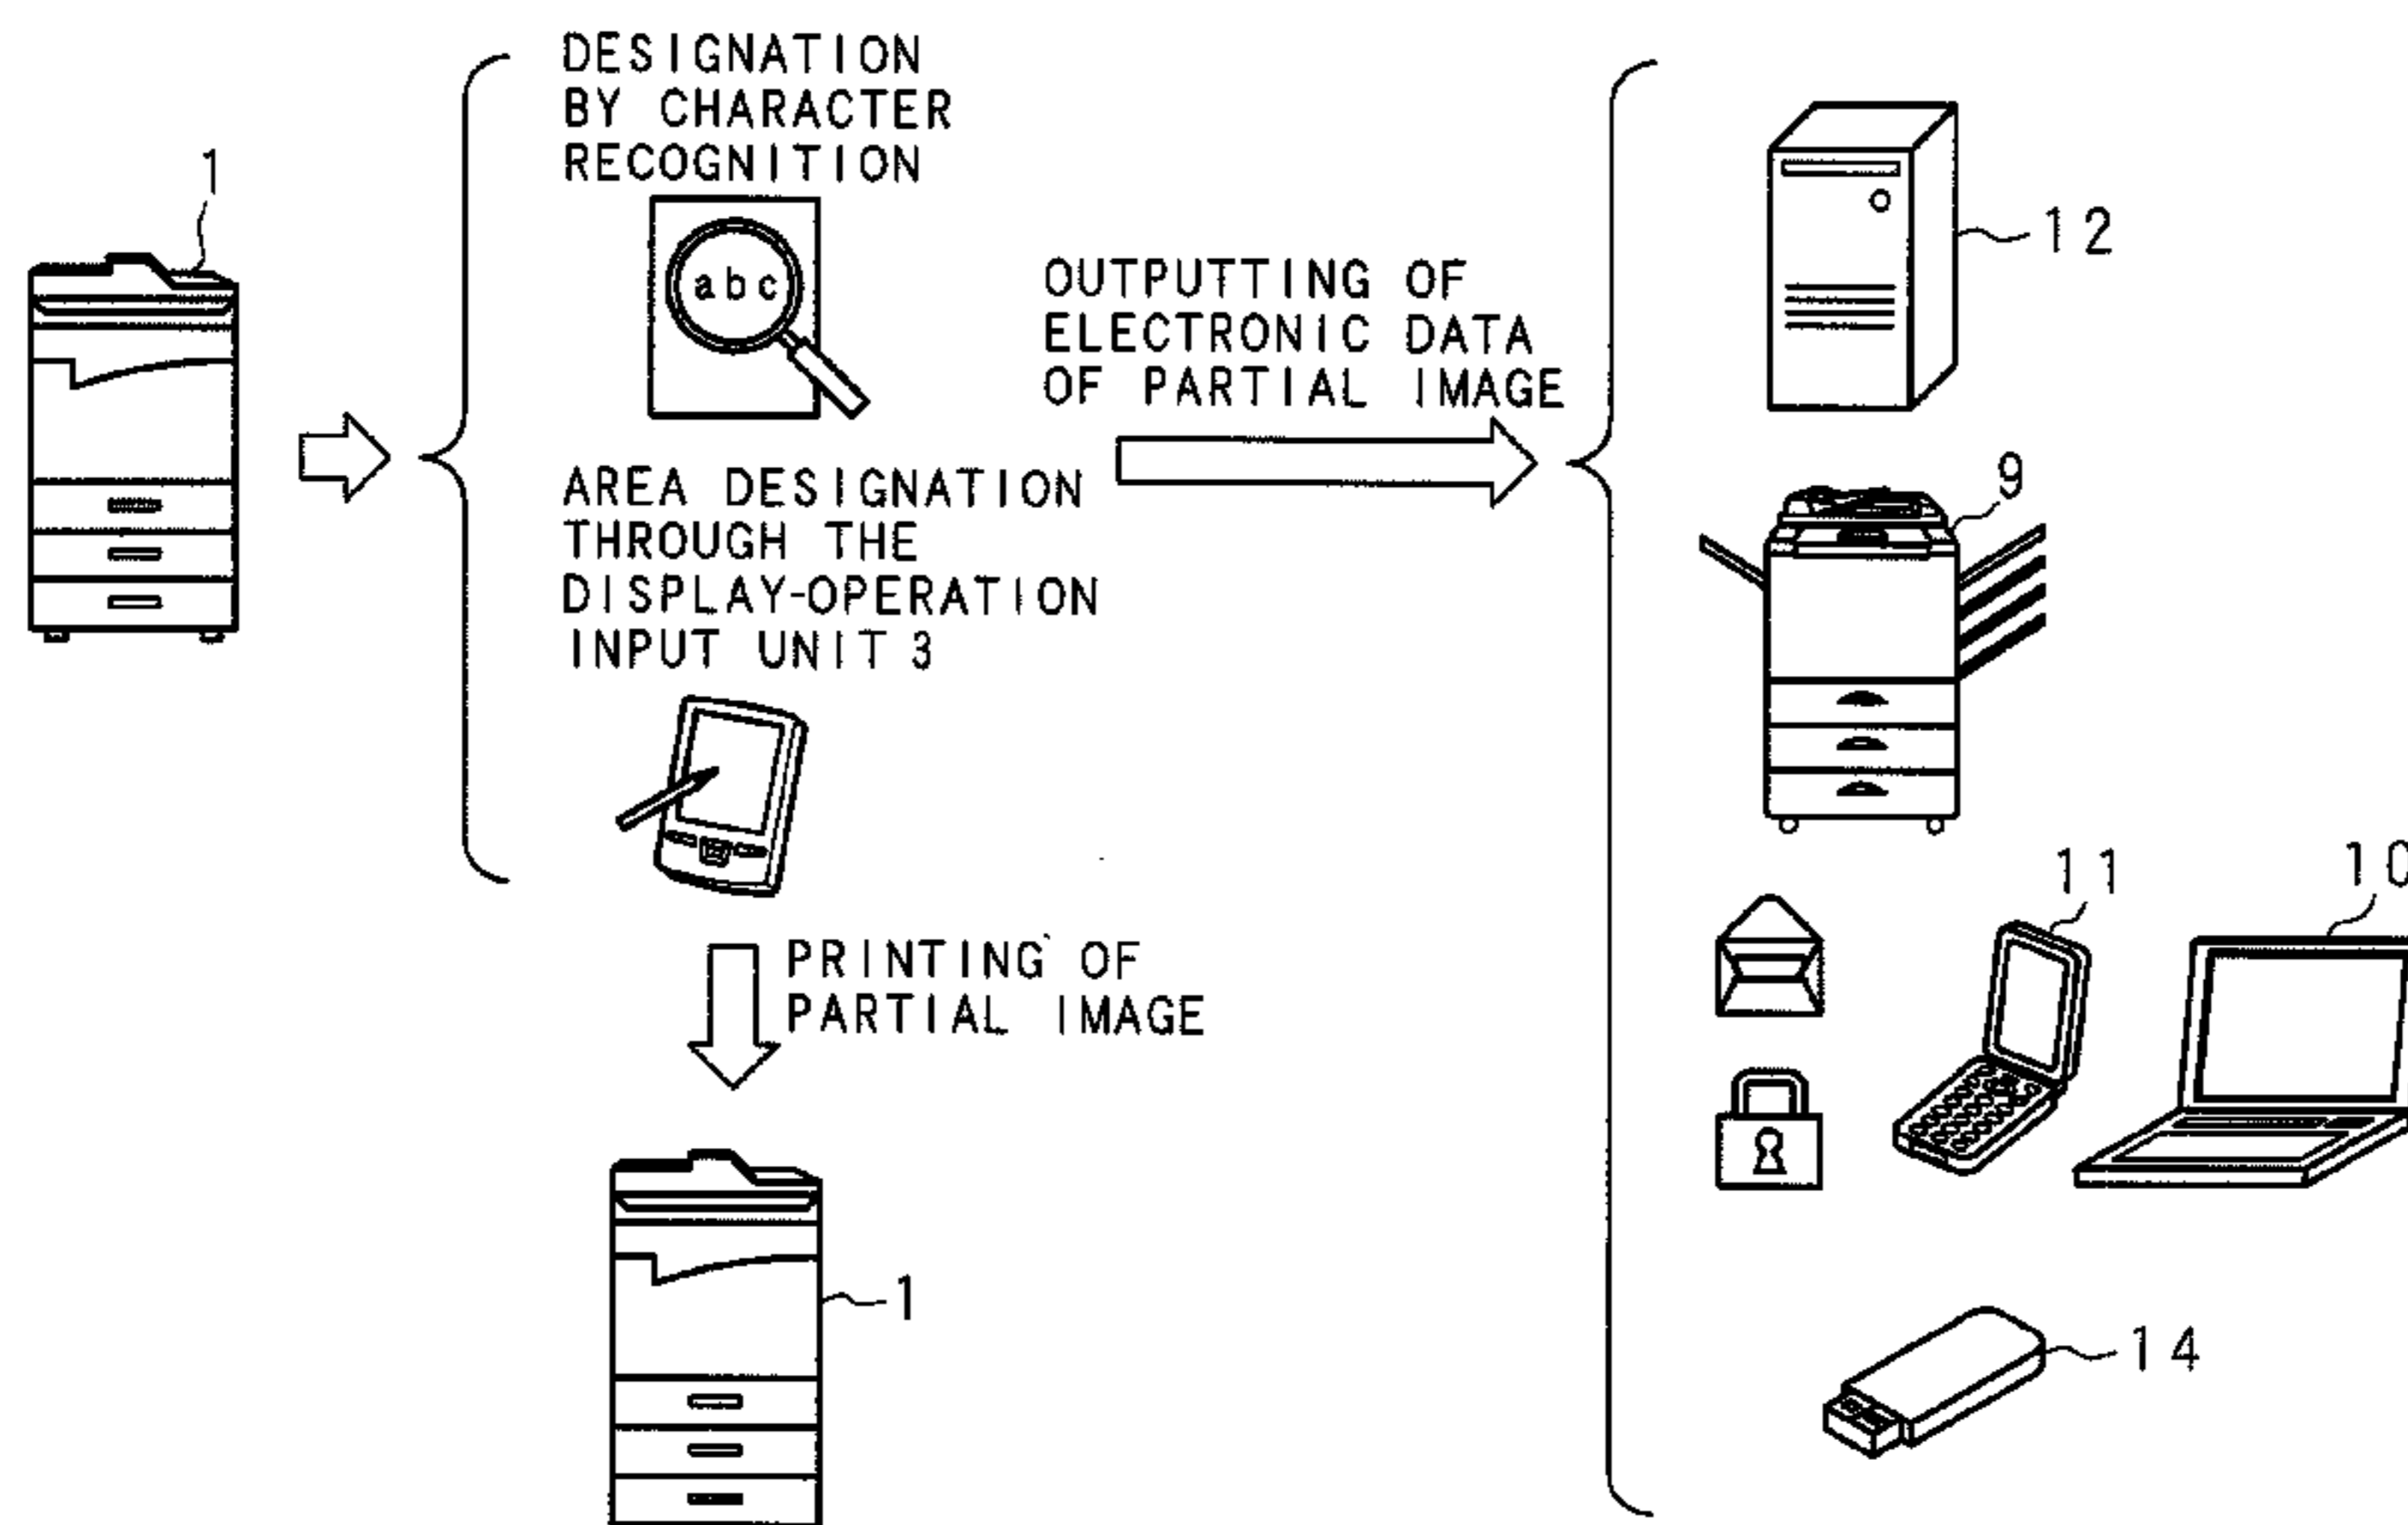 1
DESIGNATION
BY CHARACTER
RECOGNITION
abc
AREA DESIGNATION
THROUGH THE
DISPLAY-OPERATION
INPUT UNIT 3
OUTPUTTING OF
ELECTRONIC DATA
OF PARTIAL IMAGE
PRINTING OF
PARTIAL IMAGE
1
12
9
11
10
14